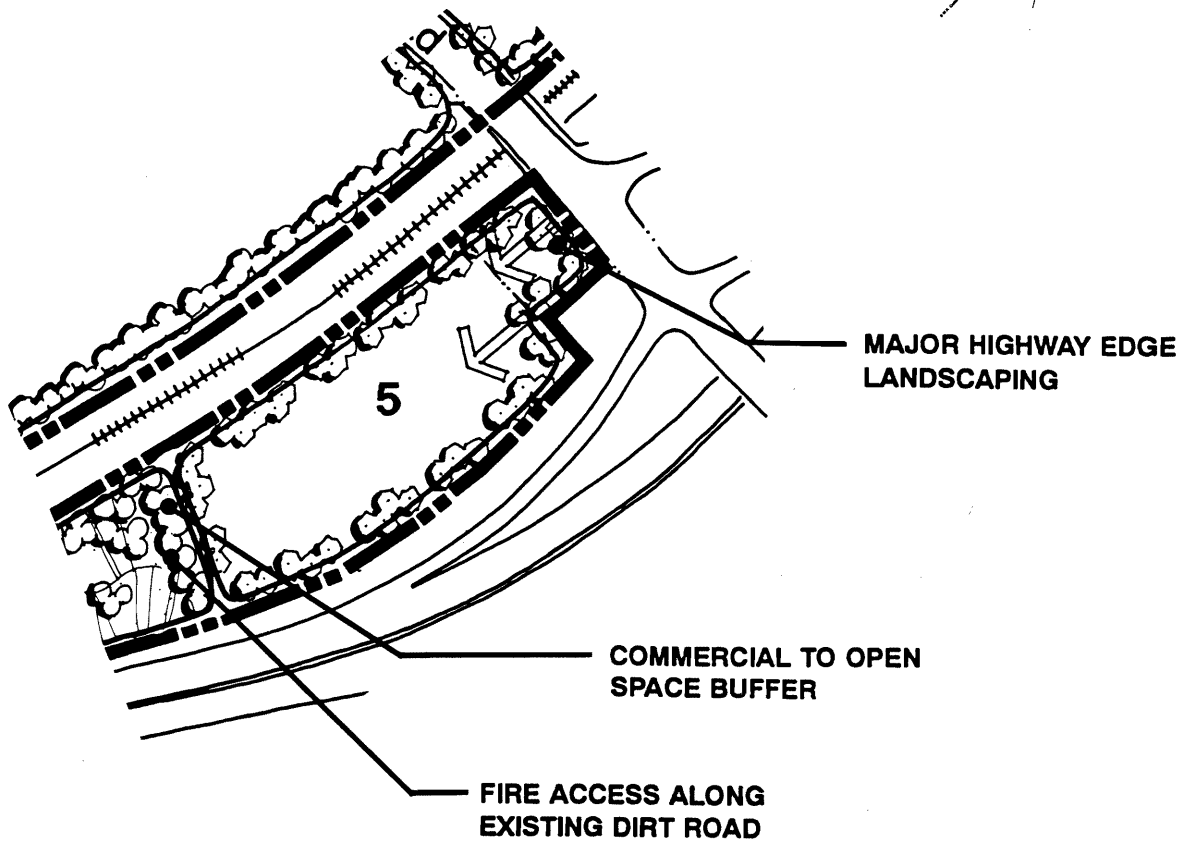 MAJOR HIGHWAY EDGE
LANDSCAPING
5
COMMERCIAL TO OPEN
SPACE BUFFER
FIRE ACCESS ALONG
EXISTING DIRT ROAD